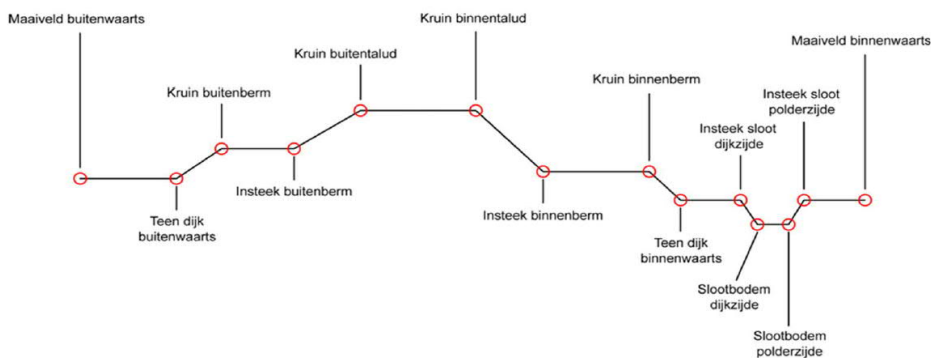 Maaiveld buitenwaarts
Kruin buitenberm
Kruin buitentalud
Kruin binnentalud
Kruin binnenberm
Maaiveld binnenwaarts
Insteek sloot
polderzijde
Insteek sloot
dijkzijde
Teen dijk
buitenwaarts
Insteek buitenberm
Insteek binnenberm
Teen dijk
binnenwaarts
Slootbodem
dijkzijde
Slootbodem
polderzijde